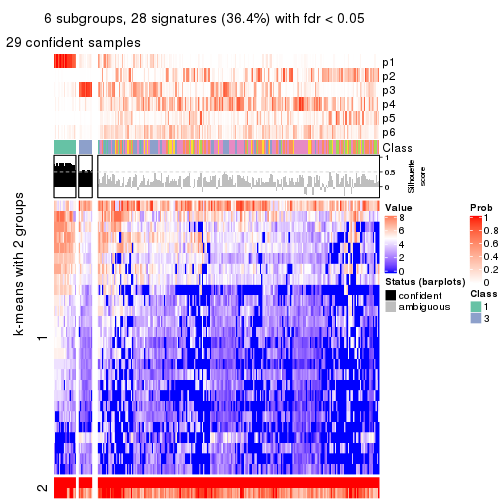 6 subgroups, 28 signatures (36.4%) with fdr < 0.05
29 confident samples
p1
p2
p3
p4
p5
p6
Class
1
0.5
0
Silhouette
score
k-means with 2 groups
1
2
Value
8
6
4
2
0
Status (barplots)
confident
ambiguous
Prob
1
0.8
0.6
0.4
0.2
0
Class
1
3